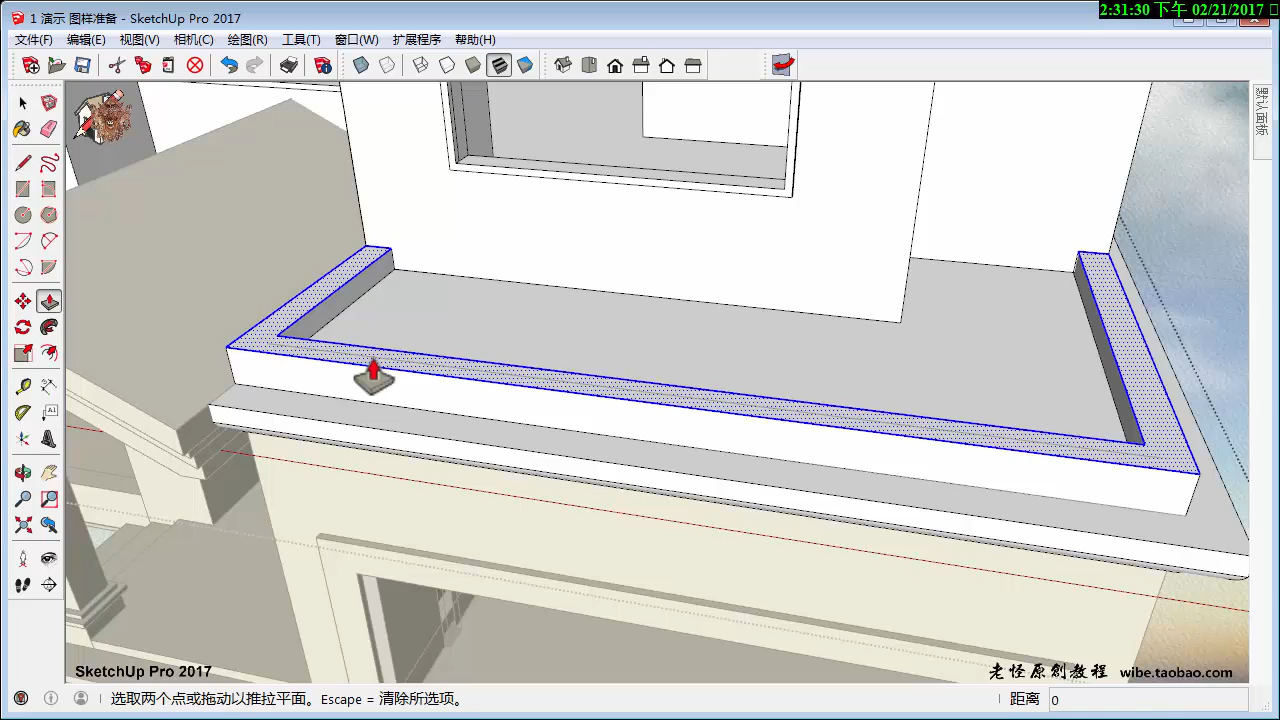 2:31:30 下午 02/21/2017
1 演示 图样准备 - SketchUp Pro 2017
文件(F) 编辑(E) 视图(V) 相机(C) 绘图(R) 工具(T) 窗口(W) 扩展程序 帮助(H)
默认面板
SketchUp Pro 2017
老怪原創教程 wibe.taobao.com
选取两个点或拖动以推拉平面。Escape = 清除所选项。 距离 0